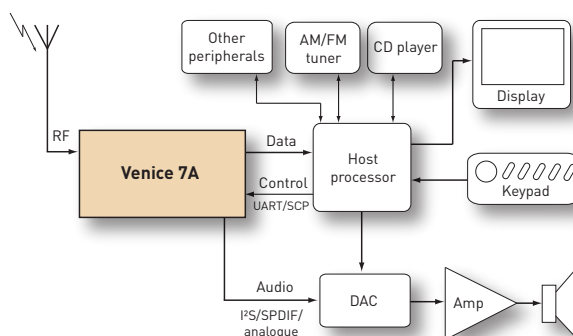 Other
peripherals
AM/FM
tuner
CD player
Display
RF
Venice 7A
Data
Host
processor
Control
UART/SCP
Keypad
Audio
I²S/SPDIF/
analogue
DAC
Amp